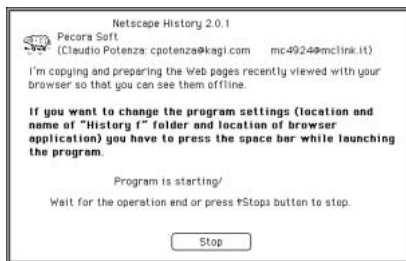 Netscape History 2.0.1
Pecora Soft
(Claudio Potenza: cpotenza@kagi.com mc4924@mclink.it)
I'm copying and preparing the Web pages recently viewed with your
browser so that you can see them offline.
If you want to change the program settings (location and
name of "History f" folder and location of browser
application) you have to press the space bar while launching
the program.
Program is starting/
Wait for the operation end or press †Stop‡ button to stop.
Stop